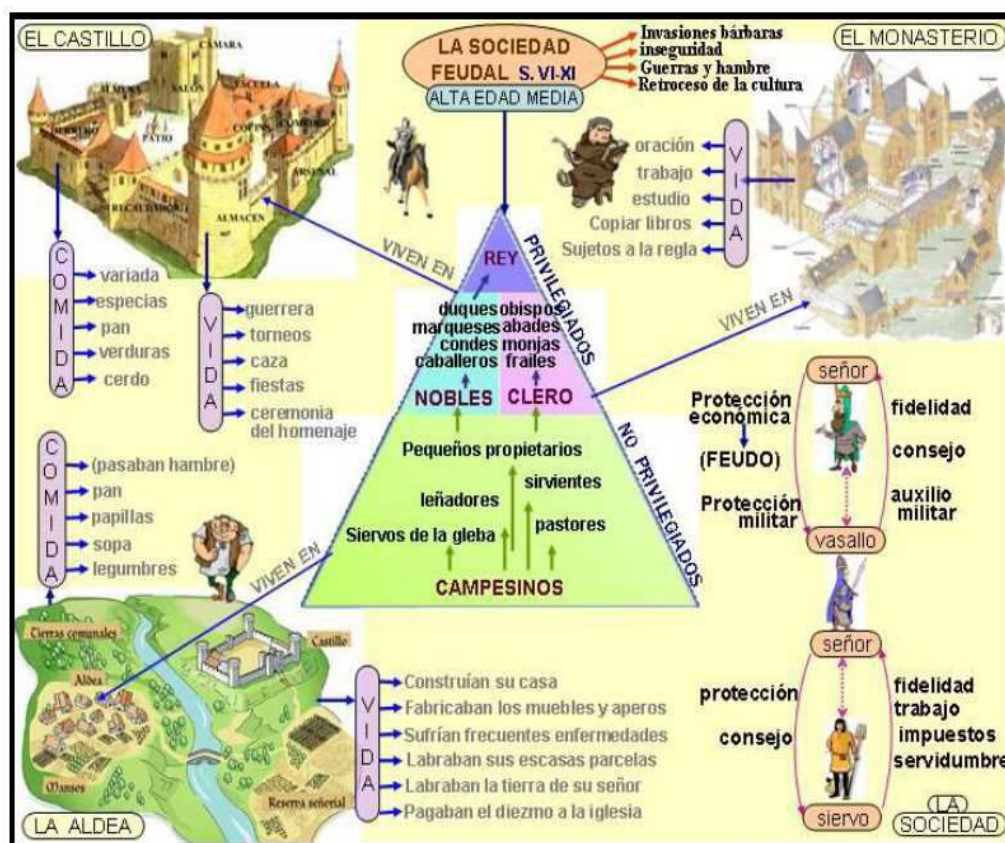 EL CASTILLO
CÁMARA
ALMENA
SALÓN
ESCUELA
HERRERO
PATIO
COCINA
COMEDOR
ARSENAL
RECAUDADOR
ALMACEN
LA SOCIEDAD
FEUDAL S. VI-XI
ALTA EDAD MEDIA
Invasiones bárbaras
inseguridad
Guerras y hambre
Retroceso de la cultura
EL MONASTERIO
VIDA
oración
trabajo
estudio
Copiar libros
Sujetos a la regla
COMIDA
variada
especias
pan
verduras
cerdo
VIDA
guerrera
torneos
caza
fiestas
ceremonia
del homenaje
VIVEN EN
VIVEN EN
VIVEN EN
PRIVILEGIADOS
NO PRIVILEGIADOS
REY
duques
marqueses
condes
caballeros
NOBLES
obispos
abades
monjas
frailes
CLERO
Pequeños propietarios
sirvientes
leñadores
pastores
Siervos de la gleba
CAMPESINOS
señor
Protección
económica
(FEUDO)
Protección
militar
fidelidad
consejo
auxilio
militar
vasallo
señor
protección
consejo
fidelidad
trabajo
impuestos
servidumbre
siervo
LA
SOCIEDAD
COMIDA
(pasaban hambre)
pan
papillas
sopa
legumbres
Tierras comunales
Castillo
Aldea
Mansos
Reserva señorial
LA ALDEA
VIDA
Construían su casa
Fabricaban los muebles y aperos
Sufrían frecuentes enfermedades
Labraban sus escasas parcelas
Labraban la tierra de su señor
Pagaban el diezmo a la iglesia